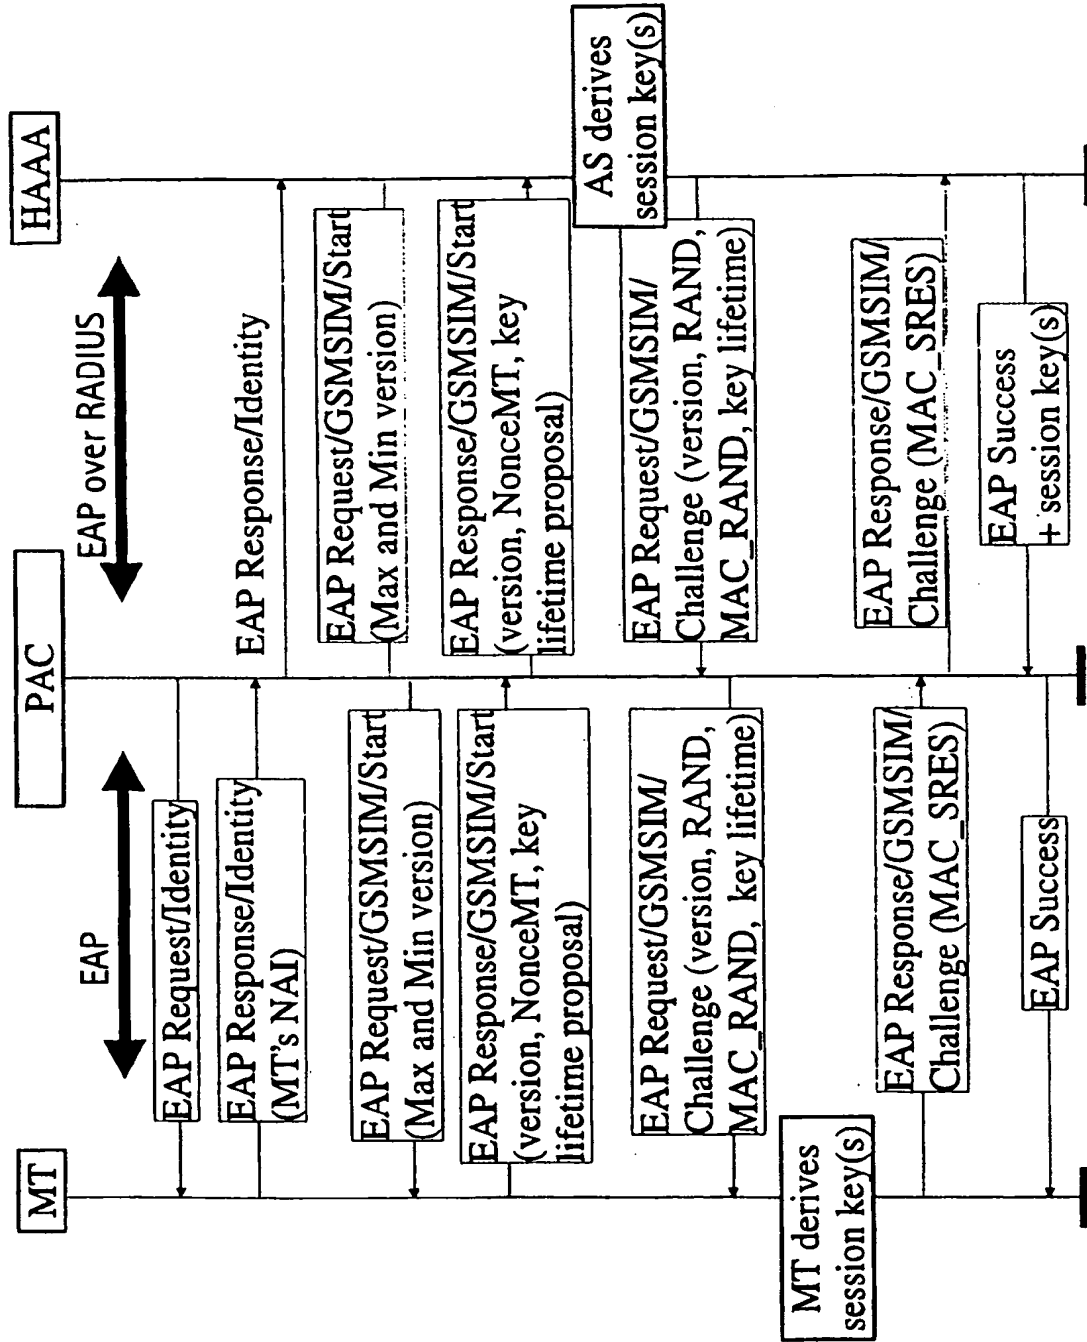 MT
PAC
HAAA
EAP
EAP over RADIUS
EAP Request/Identity
EAP Response/Identity
(MT's NAI)
EAP Response/Identity
EAP Request/GSMSIM/Start
(Max and Min version)
EAP Request/GSMSIM/Start
(Max and Min version)
EAP Response/GSMSIM/Start
(version, NonceMT, key
lifetime proposal)
EAP Response/GSMSIM/Start
(version, NonceMT, key
lifetime proposal)
AS derives
session key(s)
EAP Request/GSMSIM/
Challenge (version, RAND,
MAC_RAND, key lifetime)
EAP Request/GSMSIM/
Challenge (version, RAND,
MAC_RAND, key lifetime)
MT derives
session key(s)
EAP Response/GSMSIM/
Challenge (MAC_SRES)
EAP Response/GSMSIM/
Challenge (MAC_SRES)
EAP Success
+ session key(s)
EAP Success